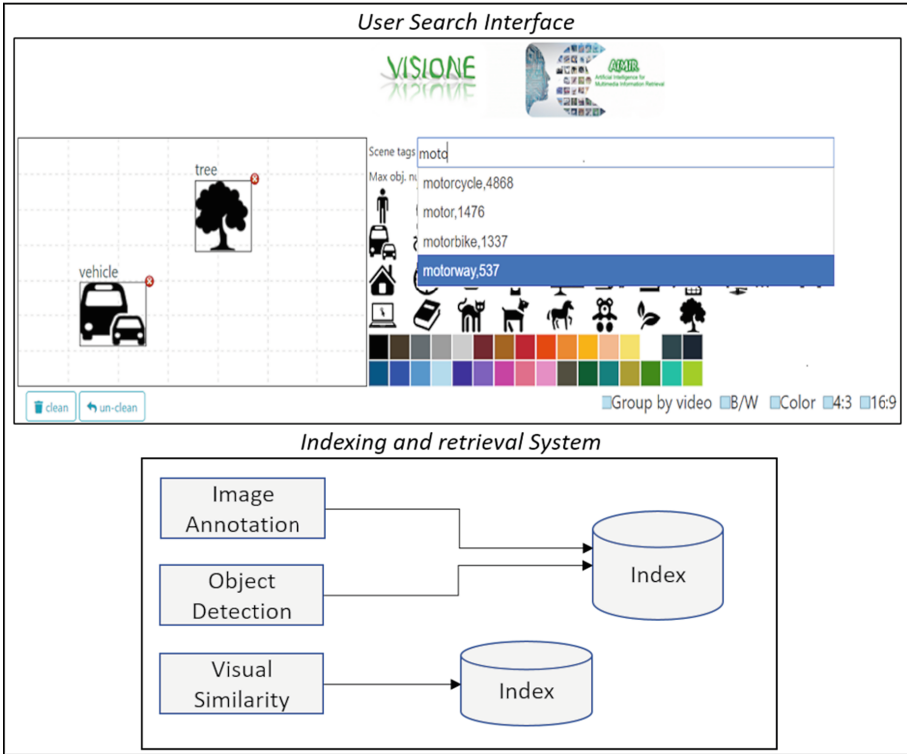 User Search Interface
VISIONE
AIMIR
Artificial Intelligence for
Multimedia Information Retrieval
tree
vehicle
Scene tags moto
Max obj. nu
motorcycle,4868
motor,1476
motorbike,1337
motorway,537
clean
un-clean
Group by video B/W Color 4:3 16:9
Indexing and retrieval System
Image
Annotation
Object
Detection
Visual
Similarity
Index
Index